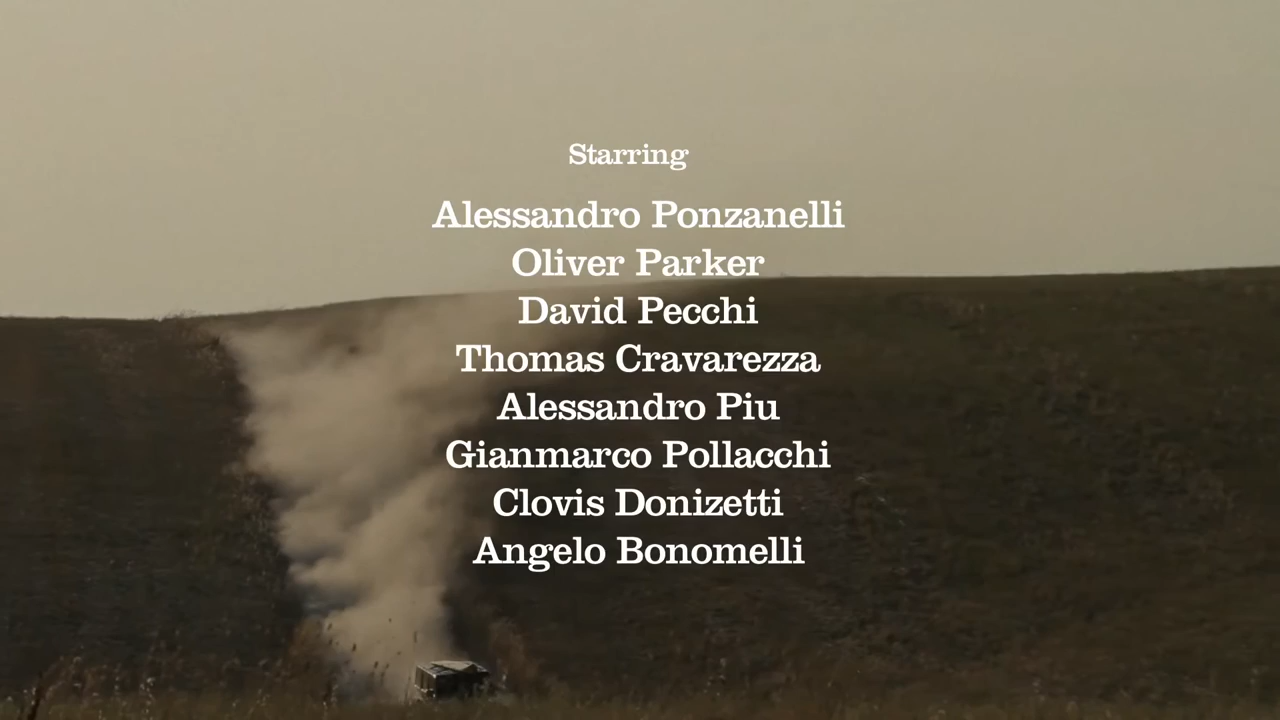 Starring
Alessandro Ponzanelli
Oliver Parker
David Pecchi
Thomas Cravarezza
Alessandro Piu
Gianmarco Pollacchi
Clovis Donizetti
Angelo Bonomelli